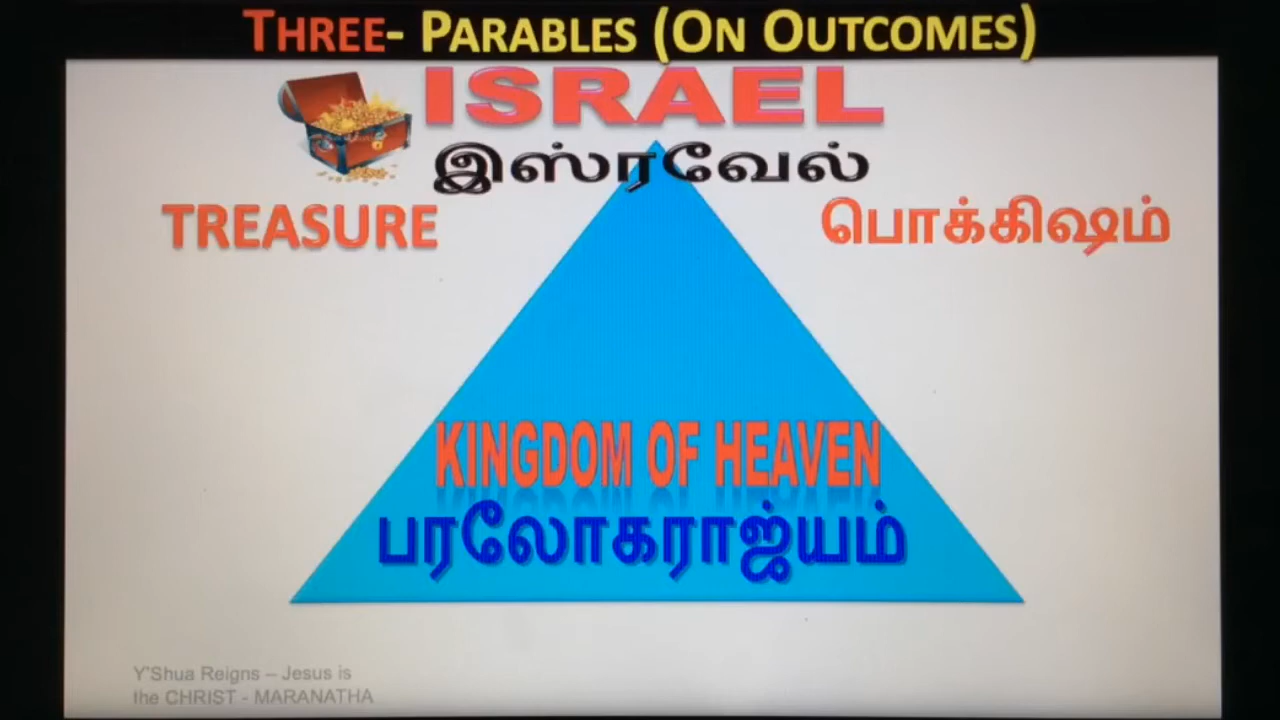 THREE- PARABLES (ON OUTCOMES)
ISRAEL
இஸ்ரவேல்
TREASURE
பொக்கிஷம்
KINGDOM OF HEAVEN
பரலோகராஜ்யம்
Y'Shua Reigns – Jesus is
the CHRIST - MARANATHA